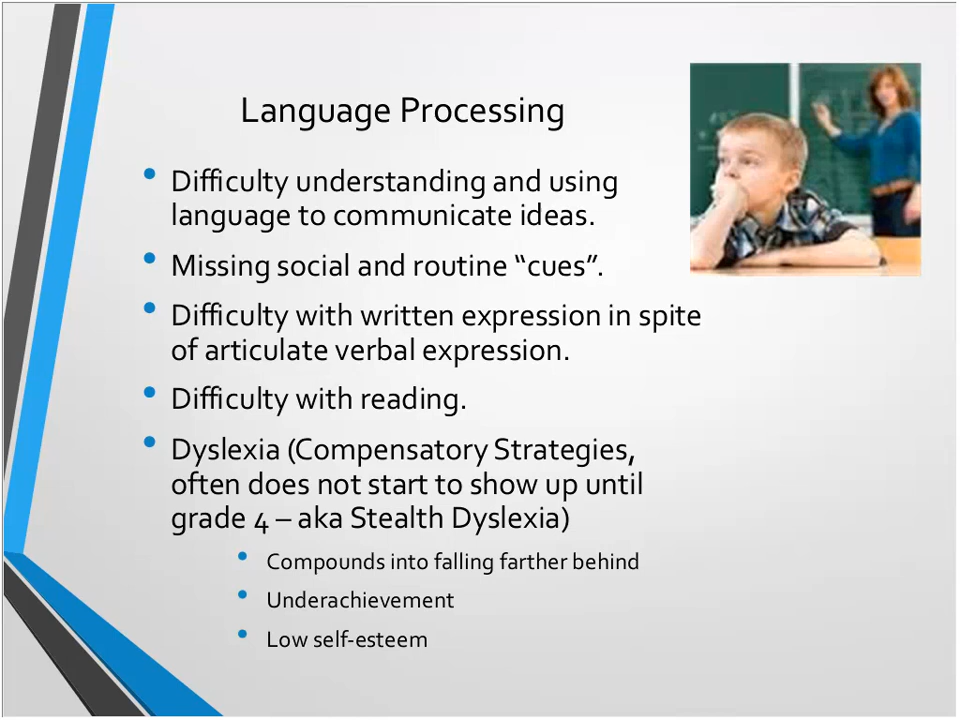 Language Processing
• Difficulty understanding and using
language to communicate ideas.
• Missing social and routine “cues”.
• Difficulty with written expression in spite
of articulate verbal expression.
• Difficulty with reading.
• Dyslexia (Compensatory Strategies,
often does not start to show up until
grade 4 – aka Stealth Dyslexia)
• Compounds into falling farther behind
• Underachievement
• Low self-esteem